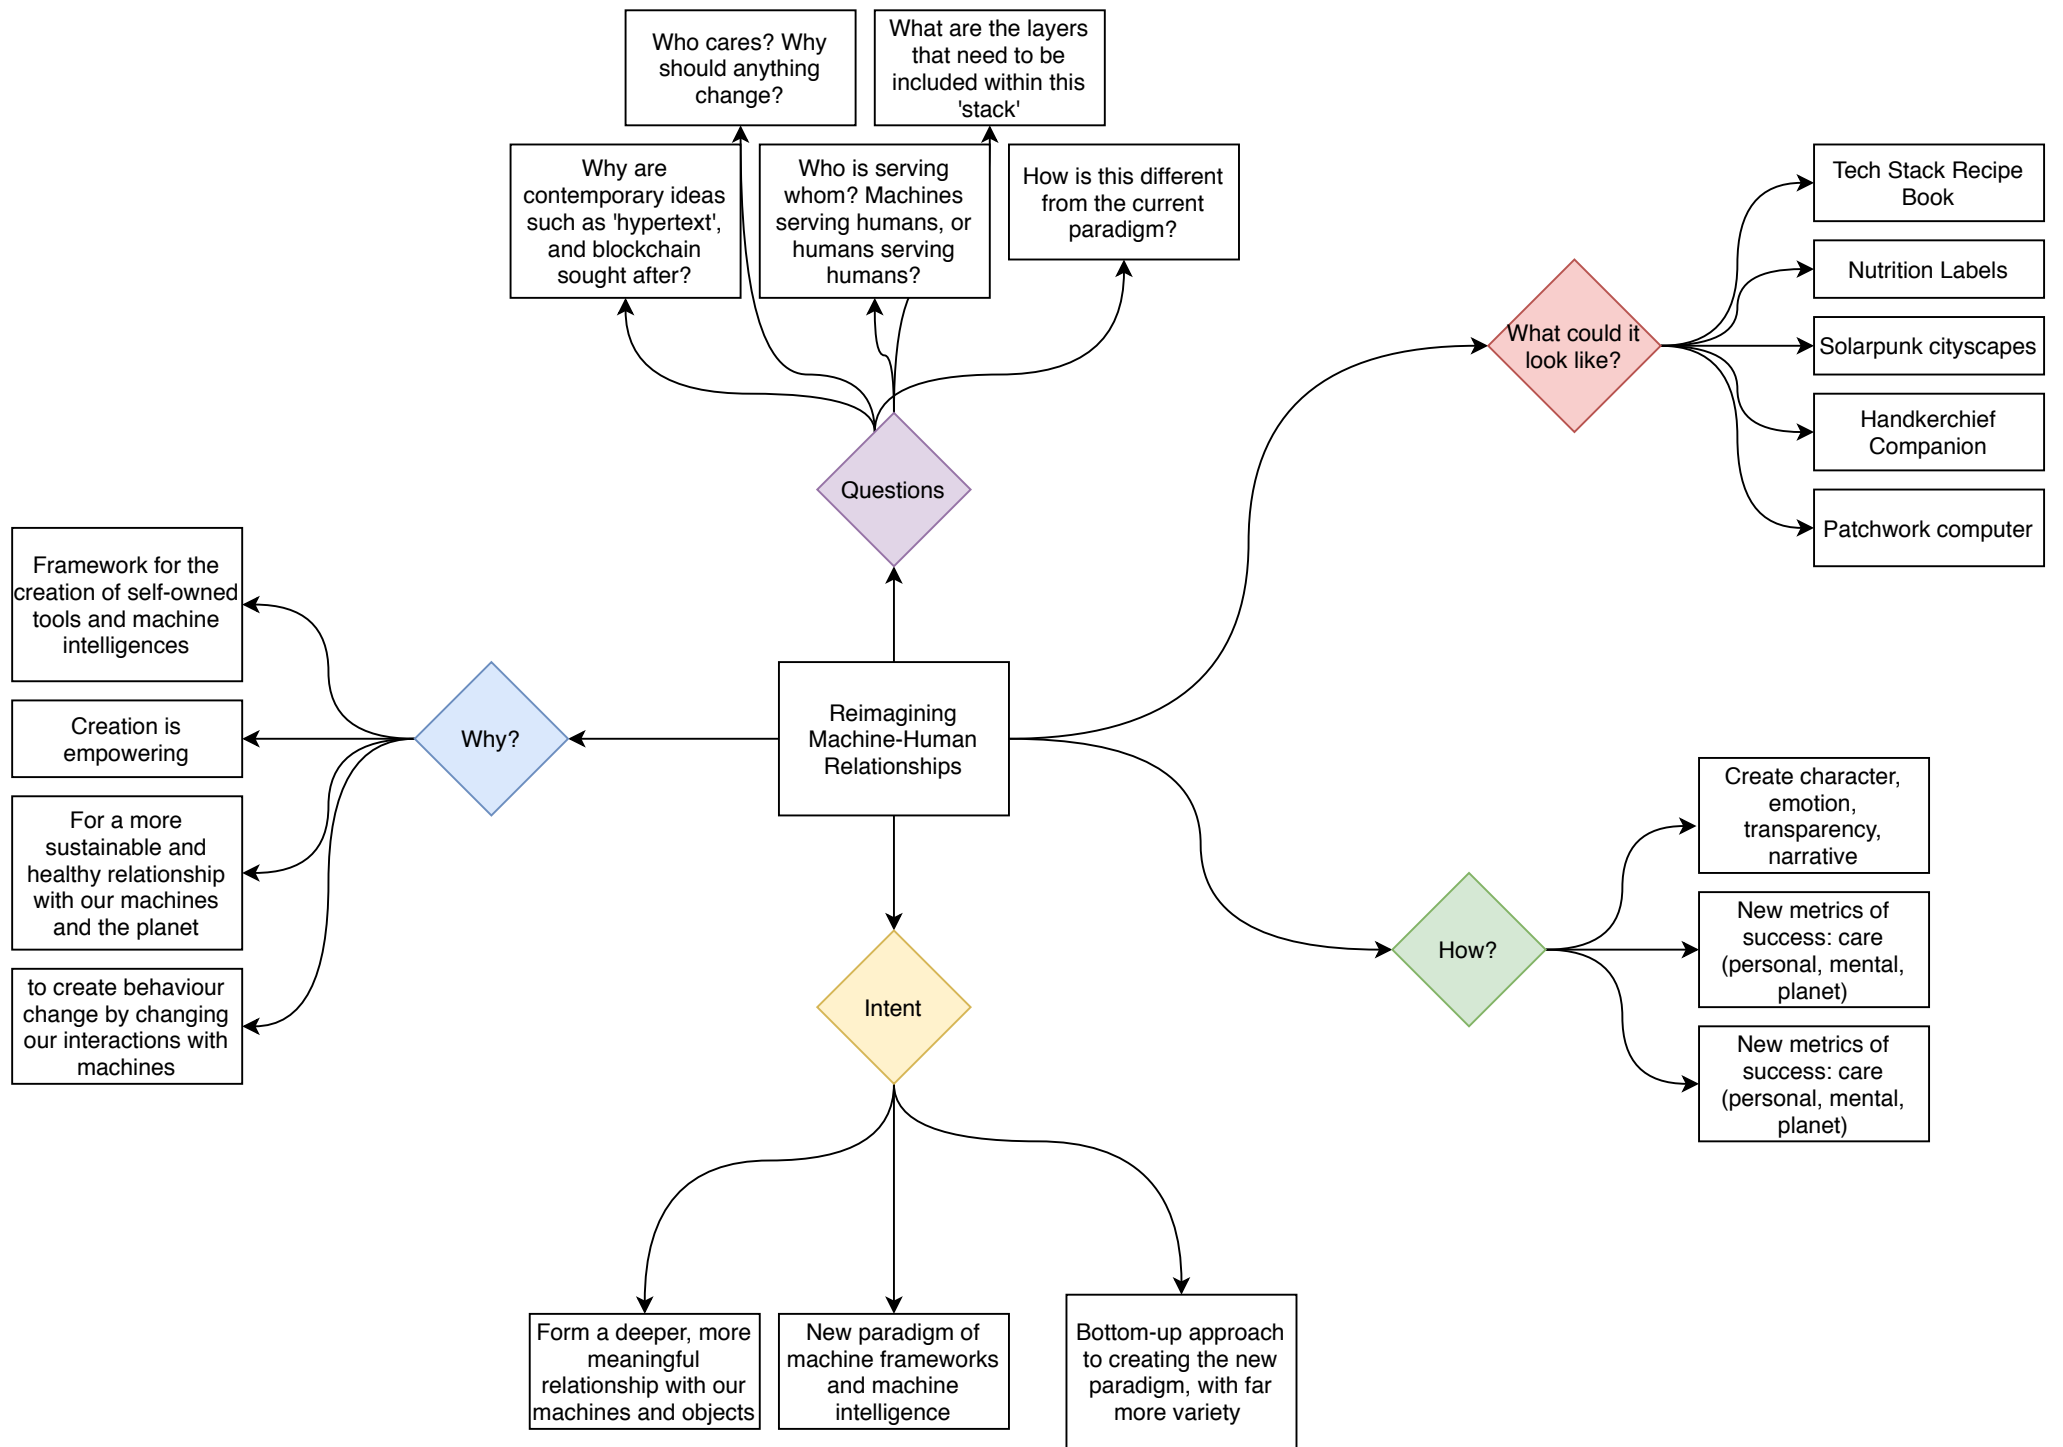 Who cares? Why
should anything
change?
What are the layers
that need to be
included within this
'stack'
Why are
contemporary ideas
such as 'hypertext',
and blockchain
sought after?
Who is serving
whom? Machines
serving humans, or
humans serving
humans?
How is this different
from the current
paradigm?
Questions
What could it
look like?
Tech Stack Recipe
Book
Nutrition Labels
Solarpunk cityscapes
Handkerchief
Companion
Patchwork computer
Framework for the
creation of self-owned
tools and machine
intelligences
Creation is
empowering
For a more
sustainable and
healthy relationship
with our machines
and the planet
to create behaviour
change by changing
our interactions with
machines
Why?
Reimagining
Machine-Human
Relationships
How?
Create character,
emotion,
transparency,
narrative
New metrics of
success: care
(personal, mental,
planet)
New metrics of
success: care
(personal, mental,
planet)
Intent
Form a deeper, more
meaningful
relationship with our
machines and objects
New paradigm of
machine frameworks
and machine
intelligence
Bottom-up approach
to creating the new
paradigm, with far
more variety